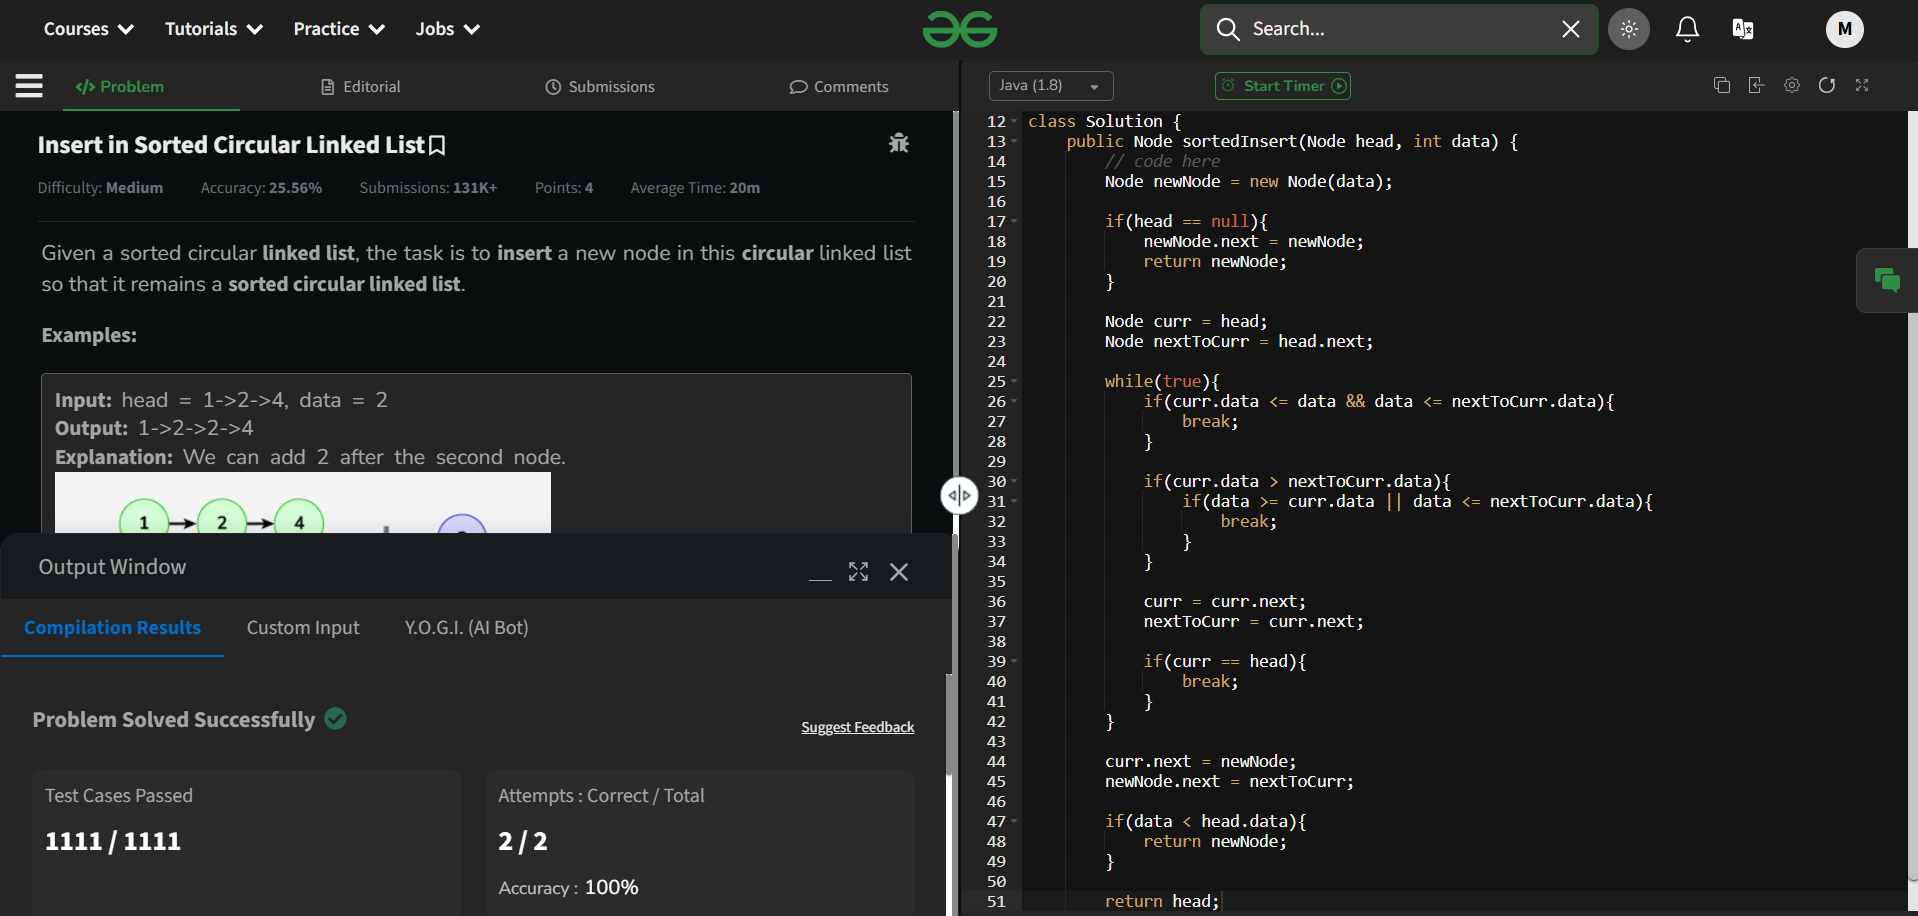 Courses Tutorials Practice Jobs Search... M
Problem Editorial Submissions Comments
Java (1.8) Start Timer
Insert in Sorted Circular Linked List
Difficulty: Medium Accuracy: 25.56% Submissions: 131K+ Points: 4 Average Time: 20m
Given a sorted circular linked list, the task is to insert a new node in this circular linked list
so that it remains a sorted circular linked list.
Examples:
Input: head = 1->2->4, data = 2
Output: 1->2->2->4
Explanation: We can add 2 after the second node.
1 2 4
Output Window
Compilation Results Custom Input Y.O.G.I. (AI Bot)
Problem Solved Successfully
Suggest Feedback
Test Cases Passed
1111 / 1111
Attempts : Correct / Total
2 / 2
Accuracy : 100%
12 class Solution {
13 public Node sortedInsert(Node head, int data) {
14 // code here
15 Node newNode = new Node(data);
16
17 if(head == null){
18 newNode.next = newNode;
19 return newNode;
20 }
21
22 Node curr = head;
23 Node nextToCurr = head.next;
24
25 while(true){
26 if(curr.data <= data && data <= nextToCurr.data){
27 break;
28 }
29
30 if(curr.data > nextToCurr.data){
31 if(data >= curr.data || data <= nextToCurr.data){
32 break;
33 }
34 }
35
36 curr = curr.next;
37 nextToCurr = curr.next;
38
39 if(curr == head){
40 break;
41 }
42 }
43
44 curr.next = newNode;
45 newNode.next = nextToCurr;
46
47 if(data < head.data){
48 return newNode;
49 }
50
51 return head;